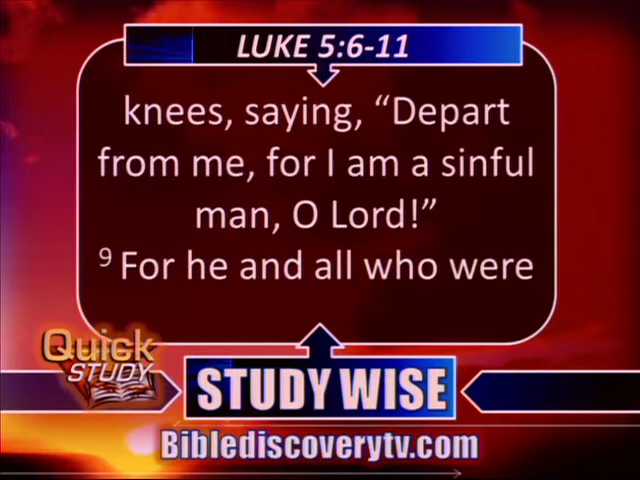 LUKE 5:6-11
knees, saying, “Depart
from me, for I am a sinful
man, O Lord!”
9 For he and all who were
Quick
STUDY
STUDY WISE
Biblediscoverytv.com